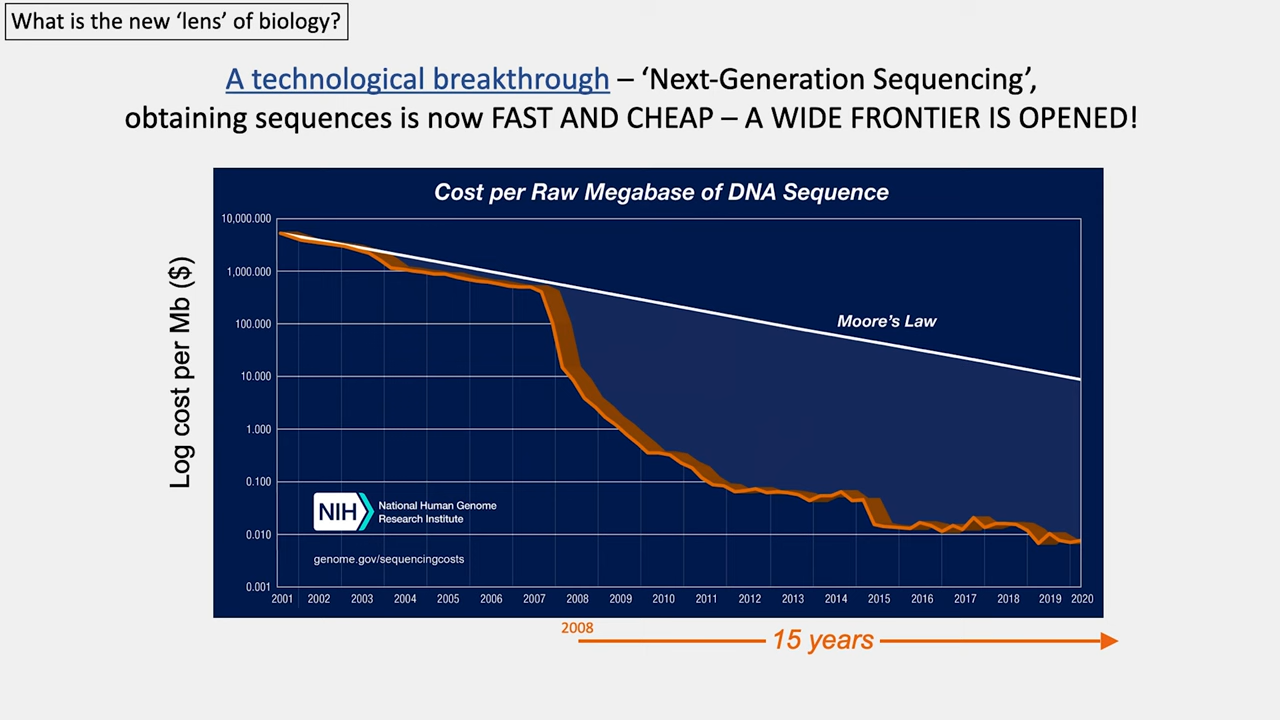 What is the new ‘lens’ of biology?
A technological breakthrough – ‘Next-Generation Sequencing’,
obtaining sequences is now FAST AND CHEAP – A WIDE FRONTIER IS OPENED!
Cost per Raw Megabase of DNA Sequence
Log cost per Mb ($)
10,000.000
1,000.000
100.000
10.000
1.000
0.100
0.010
0.001
Moore's Law
NIH
National Human Genome
Research Institute
genome.gov/sequencingcosts
2001 2002 2003 2004 2005 2006 2007 2008 2009 2010 2011 2012 2013 2014 2015 2016 2017 2018 2019 2020
2008
15 years